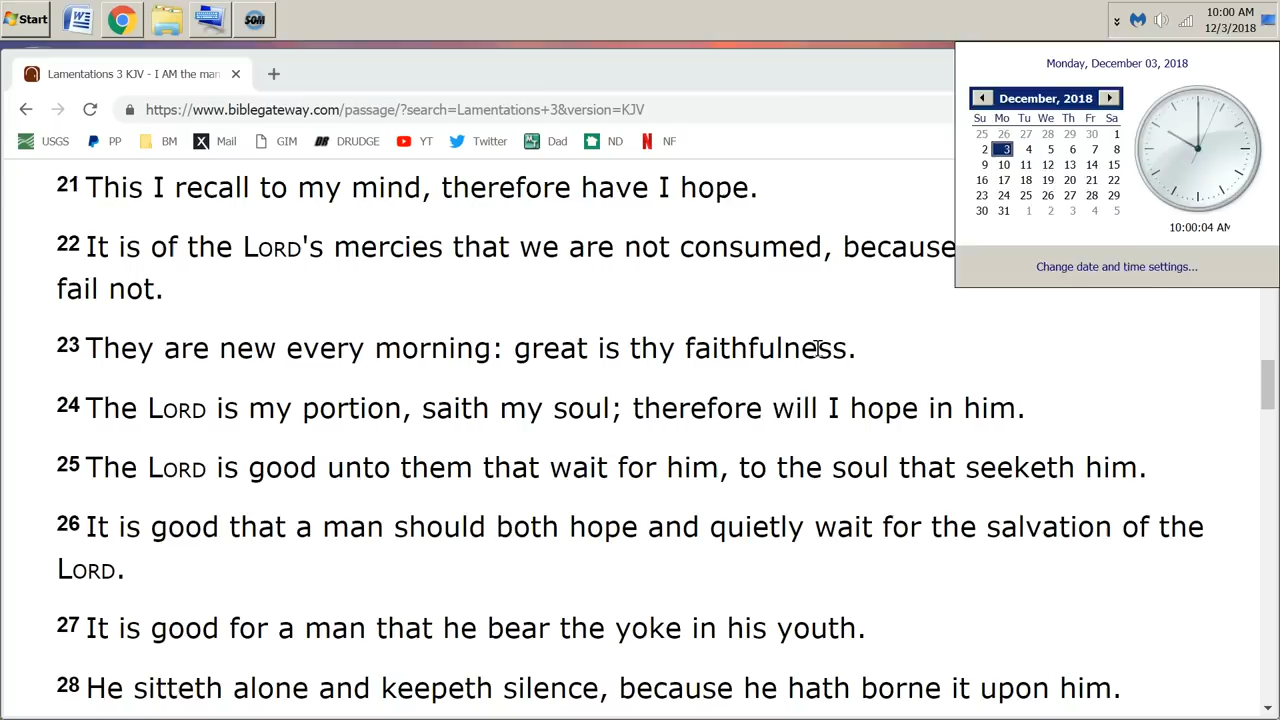 Start
SOM
10:00 AM
12/3/2018
Lamentations 3 KJV - I AM the man
https://www.biblegateway.com/passage/?search=Lamentations+3&version=KJV
USGS PP BM X Mail GIM DR DRUDGE YT Twitter Dad ND N NF
Monday, December 03, 2018
December, 2018
Su Mo Tu We Th Fr Sa
25 26 27 28 29 30 1
2 3 4 5 6 7 8
9 10 11 12 13 14 15
16 17 18 19 20 21 22
23 24 25 26 27 28 29
30 31 1 2 3 4 5
10:00:04 AM
Change date and time settings...
21 This I recall to my mind, therefore have I hope.
22 It is of the LORD's mercies that we are not consumed, because
fail not.
23 They are new every morning: great is thy faithfulness.
24 The LORD is my portion, saith my soul; therefore will I hope in him.
25 The LORD is good unto them that wait for him, to the soul that seeketh him.
26 It is good that a man should both hope and quietly wait for the salvation of the
LORD.
27 It is good for a man that he bear the yoke in his youth.
28 He sitteth alone and keepeth silence, because he hath borne it upon him.